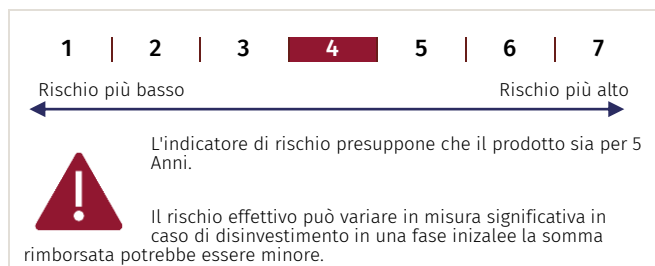 1 2 3 4 5 6 7
Rischio più basso Rischio più alto
L'indicatore di rischio presuppone che il prodotto sia per 5
Anni.
Il rischio effettivo può variare in misura significativa in
caso di disinvestimento in una fase inizalee la somma
rimborsata potrebbe essere minore.